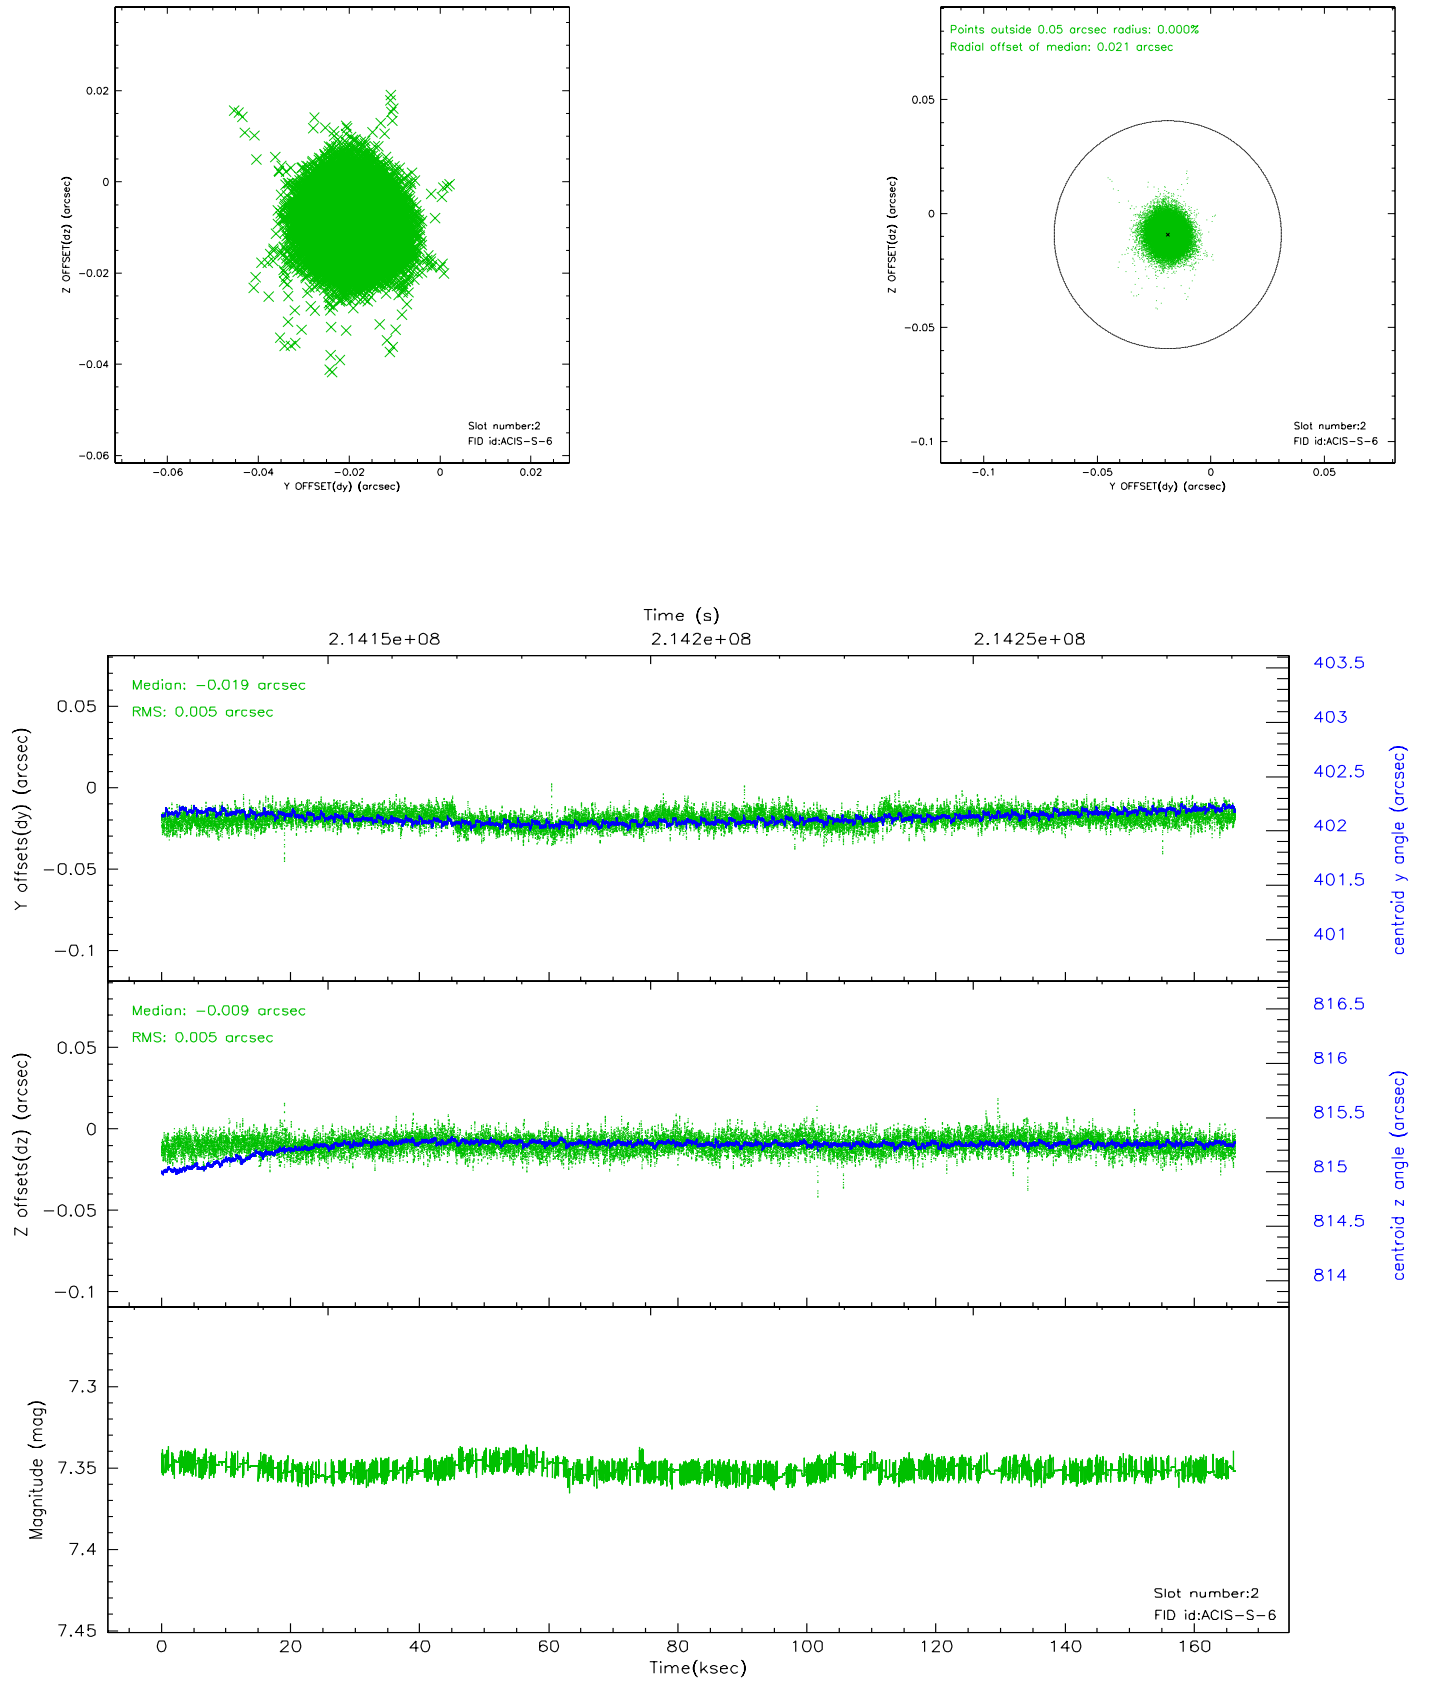 0.02
0
−0.02
−0.04
−0.06
Z OFFSET(dz) (arcsec)
Slot number:2
FID id:ACIS−S−6
−0.06 −0.04 −0.02 0 0.02
Y OFFSET(dy) (arcsec)
Points outside 0.05 arcsec radius: 0.000%
Radial offset of median: 0.021 arcsec
0.05
0
−0.05
−0.1
Z OFFSET(dz) (arcsec)
Slot number:2
FID id:ACIS−S−6
−0.1 −0.05 0 0.05
Y OFFSET(dy) (arcsec)
Time (s)
2.1415e+08 2.142e+08 2.1425e+08
Median: −0.019 arcsec
RMS: 0.005 arcsec
0.05
0
−0.05
−0.1
Y offsets(dy) (arcsec)
403.5
403
402.5
402
401.5
401
centroid y angle (arcsec)
Median: −0.009 arcsec
RMS: 0.005 arcsec
0.05
0
−0.05
−0.1
Z offsets(dz) (arcsec)
816.5
816
815.5
815
814.5
814
centroid z angle (arcsec)
7.3
7.35
7.4
7.45
Magnitude (mag)
Slot number:2
FID id:ACIS−S−6
0 20 40 60 80 100 120 140 160
Time(ksec)